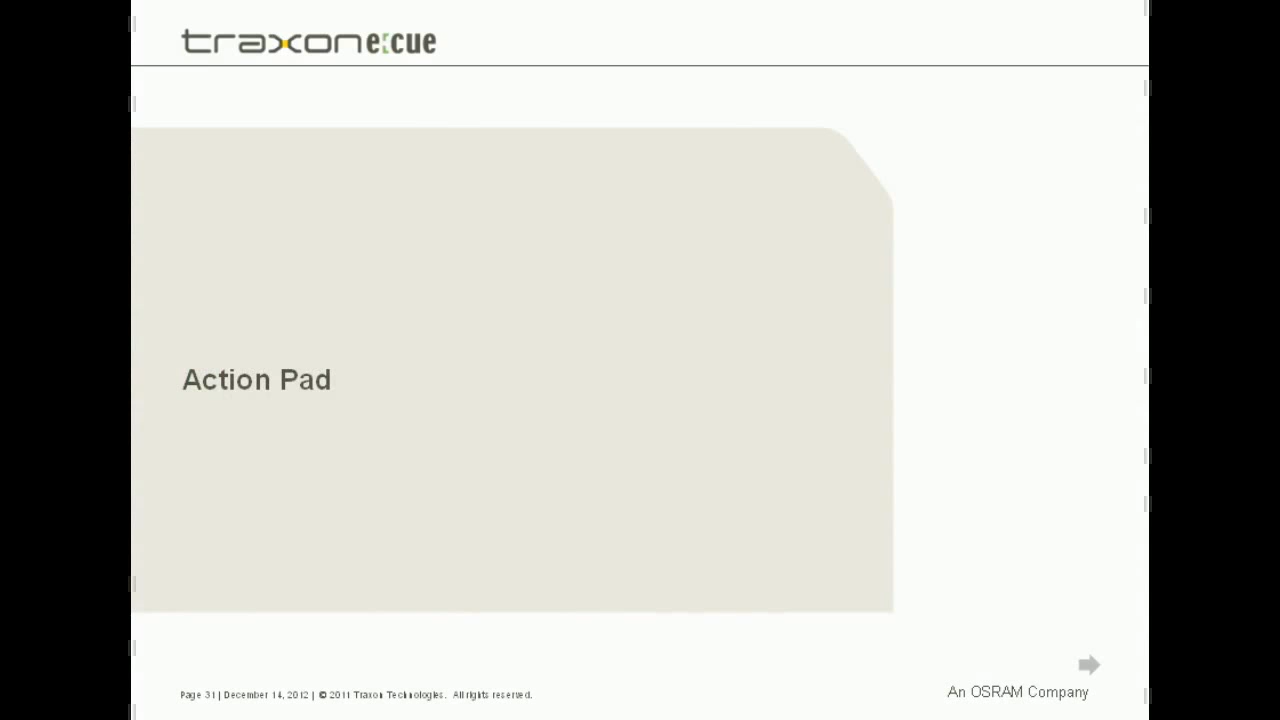 traxon e:cue
Action Pad
Page 31 | December 14, 2012 | © 2011 Traxon Technologies. All rights reserved.
An OSRAM Company